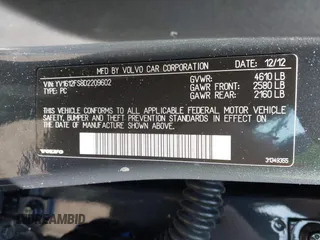 MFD BY VOLVO CAR CORPORATION 12/12
VIN: YV1612FS8D2209602
TYPE: PC
GVWR: 4610 LB
GAWR FRONT: 2580 LB
GAWR REAR: 2160 LB
THIS VEHICLE CONFORMS TO ALL APPLICABLE FEDERAL MOTOR VEHICLE
SAFETY, BUMPER AND THEFT PREVENTION STANDARDS IN EFFECT ON THE
DATE OF MANUFACTURE SHOWN ABOVE.
VOLVO